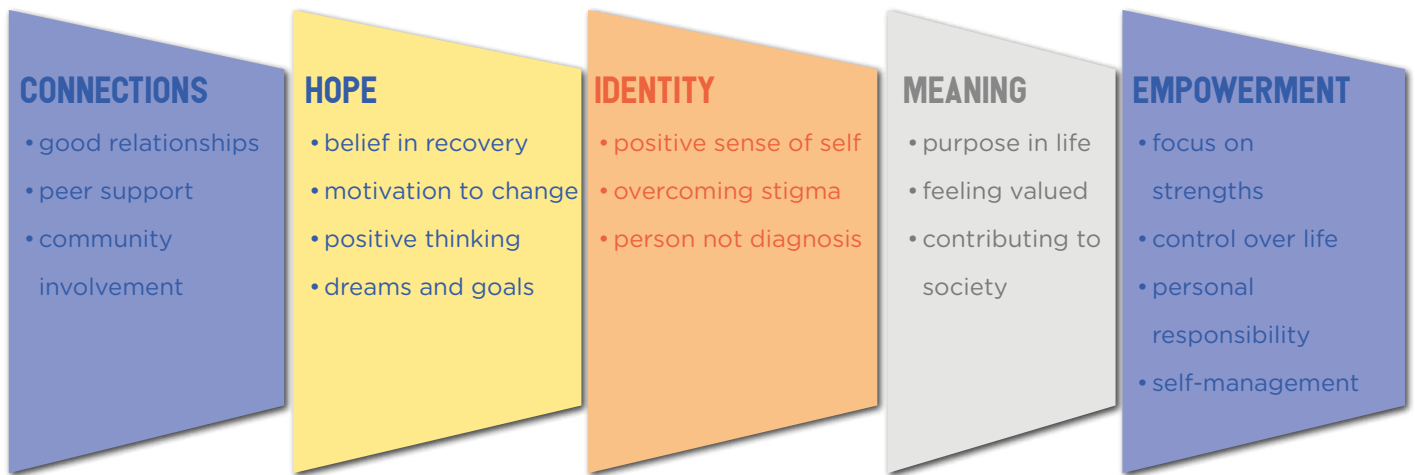 CONNECTIONS
• good relationships
• peer support
• community
involvement
HOPE
• belief in recovery
• motivation to change
• positive thinking
• dreams and goals
IDENTITY
• positive sense of self
• overcoming stigma
• person not diagnosis
MEANING
• purpose in life
• feeling valued
• contributing to
society
EMPOWERMENT
• focus on
strengths
• control over life
• personal
responsibility
• self-management